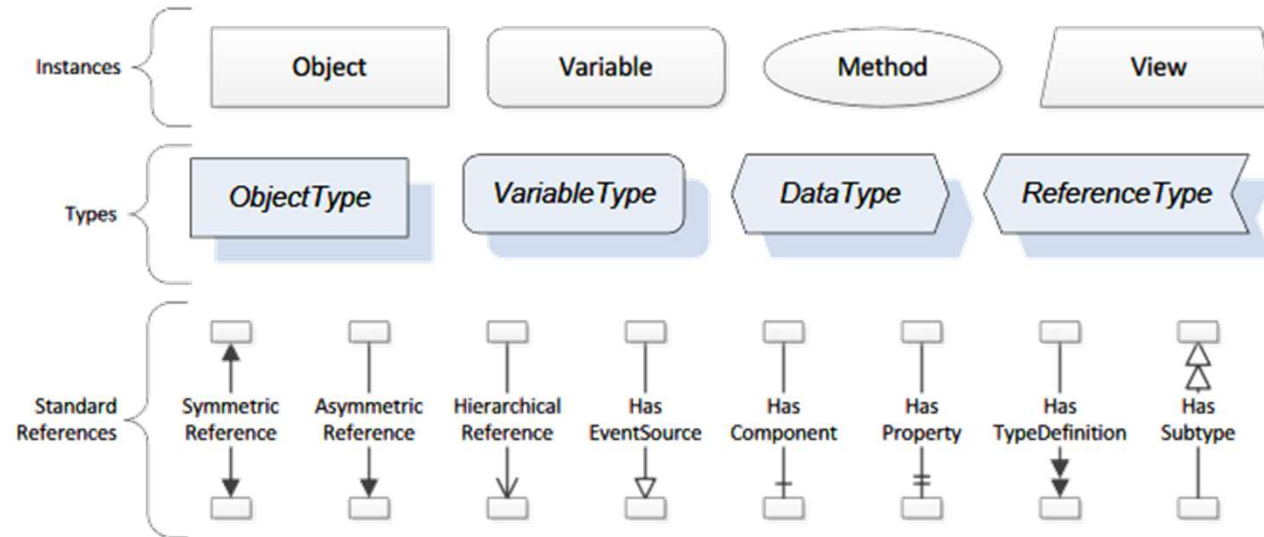 Instances
Object
Variable
Method
View
Types
ObjectType
VariableType
DataType
ReferenceType
Standard
References
Symmetric
Reference
Asymmetric
Reference
Hierarchical
Reference
Has
EventSource
Has
Component
Has
Property
Has
TypeDefinition
Has
Subtype